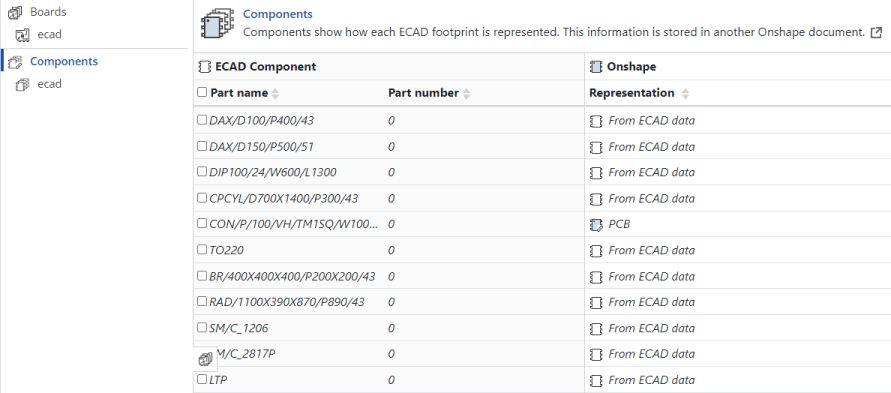 Boards
ecad
Components
ecad
Components
Components show how each ECAD footprint is represented. This information is stored in another Onshape document.
ECAD Component Onshape
Part name Part number Representation
DAX/D100/P400/43 0 From ECAD data
DAX/D150/P500/51 0 From ECAD data
DIP100/24/W600/L1300 0 From ECAD data
CPCYL/D700X1400/P300/43 0 From ECAD data
CON/P/100/VH/TM1SQ/W100... 0 PCB
TO220 0 From ECAD data
BR/400X400X400/P200X200/43 0 From ECAD data
RAD/1100X390X870/P890/43 0 From ECAD data
SM/C_1206 0 From ECAD data
M/C_2817P 0 From ECAD data
LTP 0 From ECAD data